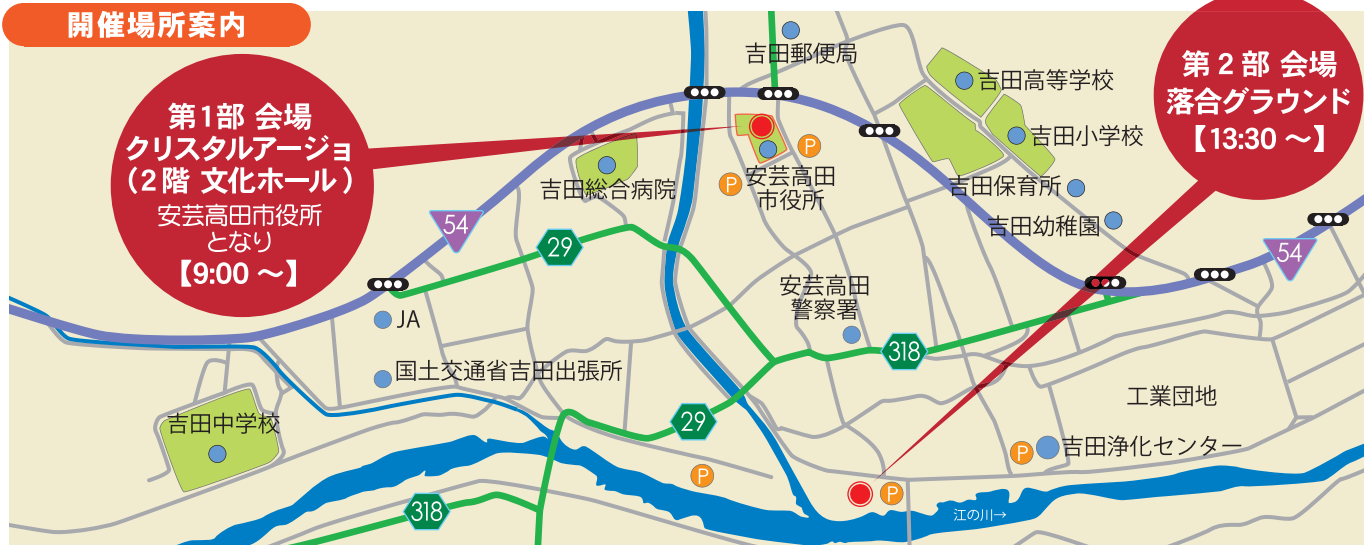 開催場所案内
第1部 会場
クリスタルアージョ
（2階 文化ホール）
安芸高田市役所
となり
【9:00 ～】
第2部 会場
落合グラウンド
【13:30 ～】
吉田郵便局
吉田高等学校
吉田小学校
吉田保育所
吉田幼稚園
P
P
安芸高田
市役所
吉田総合病院
54
29
54
安芸高田
警察署
318
JA
国土交通省吉田出張所
工業団地
29
吉田中学校
P
吉田浄化センター
P
P
318
江の川→